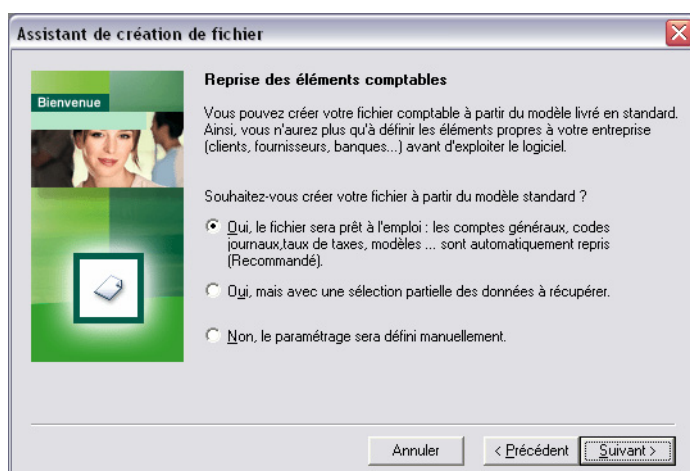 Assistant de création de fichier
Bienvenue
Reprise des éléments comptables
Vous pouvez créer votre fichier comptable à partir du modèle livré en standard.
Ainsi, vous n'aurez plus qu'à définir les éléments propres à votre entreprise
(clients, fournisseurs, banques...) avant d'exploiter le logiciel.
Souhaitez-vous créer votre fichier à partir du modèle standard ?
Oui, le fichier sera prêt à l'emploi : les comptes généraux, codes
journaux,taux de taxes, modèles ... sont automatiquement repris
(Recommandé).
Oui, mais avec une sélection partielle des données à récupérer.
Non, le paramétrage sera défini manuellement.
Annuler
< Précédent
Suivant >